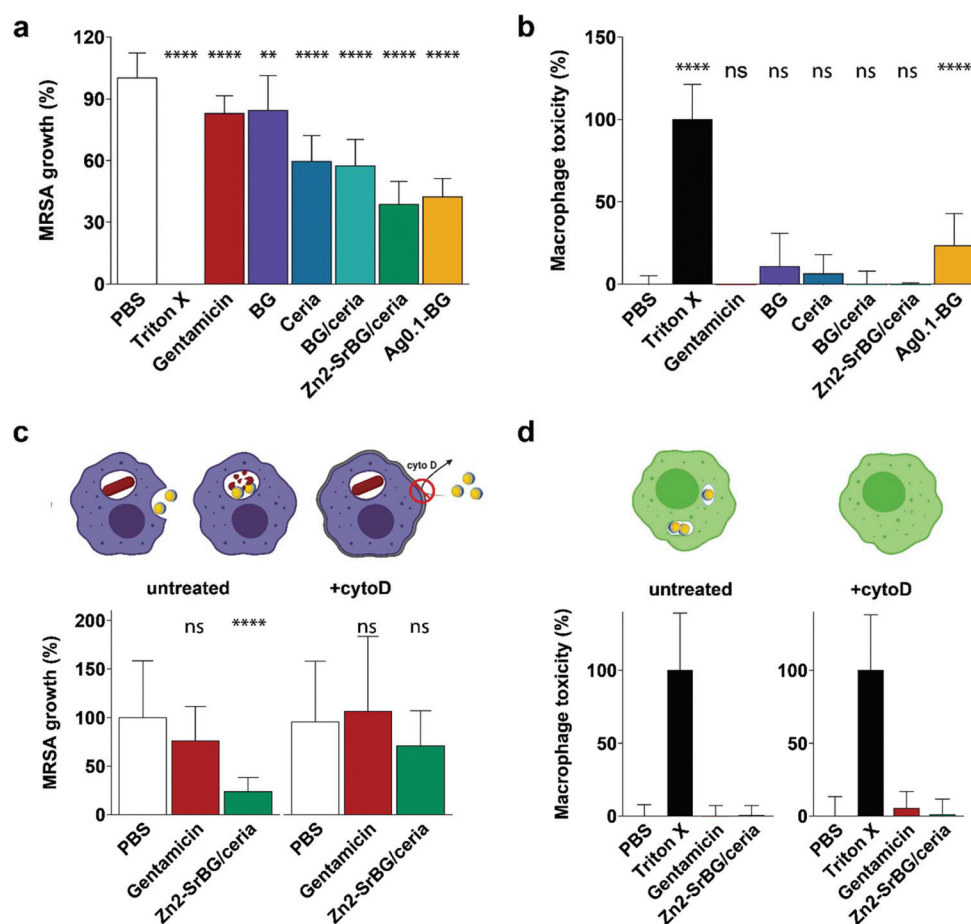 a
MRSA growth (%)
120
90
60
30
0
**** **** ** **** **** **** ****
PBS
Triton X
Gentamicin
BG
Ceria
BG/ceria
Zn2-SrBG/ceria
Ag0.1-BG
b
Macrophage toxicity (%)
150
100
50
0
**** ns ns ns ns ns ****
PBS
Triton X
Gentamicin
BG
Ceria
BG/ceria
Zn2-SrBG/ceria
Ag0.1-BG
c
cyto D
untreated +cytoD
MRSA growth (%)
200
150
100
50
0
ns **** ns ns
PBS
Gentamicin
Zn2-SrBG/ceria
PBS
Gentamicin
Zn2-SrBG/ceria
d
untreated +cytoD
Macrophage toxicity (%)
100
50
0
100
50
0
PBS
Triton X
Gentamicin
Zn2-SrBG/ceria
PBS
Triton X
Gentamicin
Zn2-SrBG/ceria